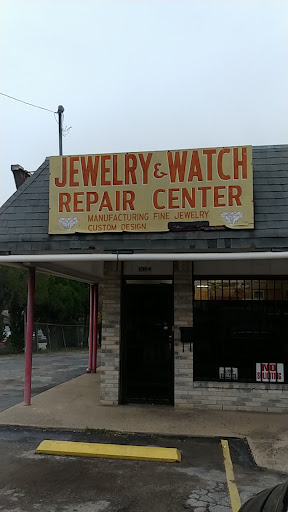 JEWELRY & WATCH
REPAIR CENTER
MANUFACTURING FINE JEWELRY
CUSTOM DESIGN
NO